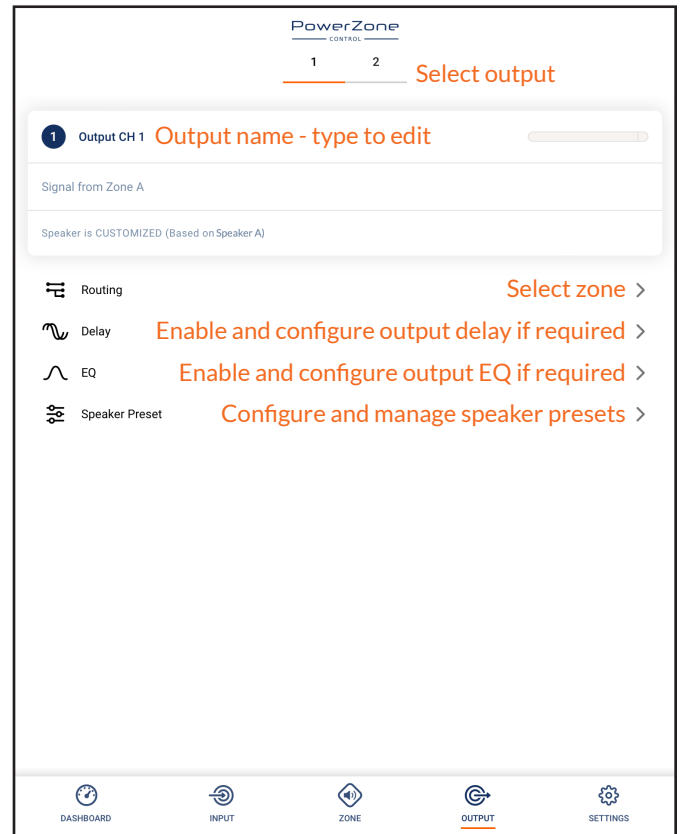 PowerZone
CONTROL
1 2
Select output
1 Output CH 1 Output name - type to edit
Signal from Zone A
Speaker is CUSTOMIZED (Based on Speaker A)
Routing Select zone
Delay Enable and configure output delay if required
EQ Enable and configure output EQ if required
Speaker Preset Configure and manage speaker presets
DASHBOARD INPUT ZONE OUTPUT SETTINGS